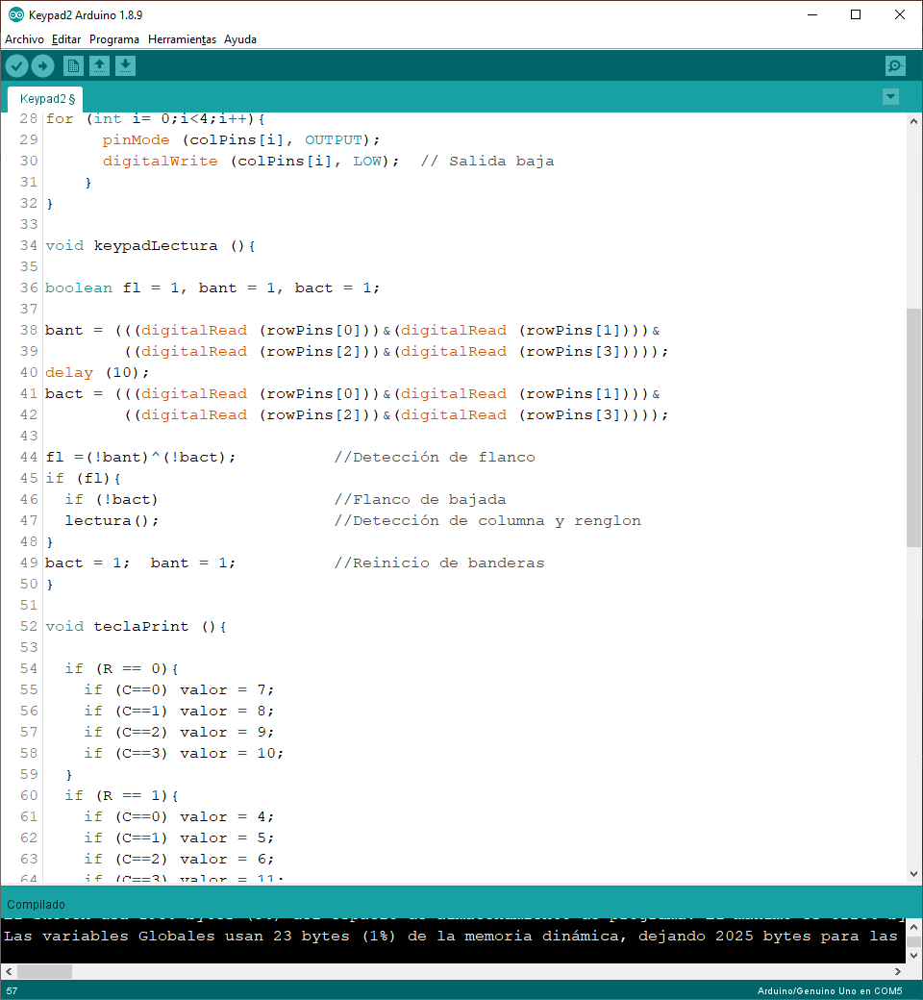 Keypad2 Arduino 1.8.9
Archivo Editar Programa Herramientas Ayuda
Keypad2 §
28 for (int i= 0;i<4;i++){
29 pinMode (colPins[i], OUTPUT);
30 digitalWrite (colPins[i], LOW); // Salida baja
31 }
32 }
33
34 void keypadLectura (){
35
36 boolean fl = 1, bant = 1, bact = 1;
37
38 bant = (((digitalRead (rowPins[0]))&(digitalRead (rowPins[1])))&
39 ((digitalRead (rowPins[2]))&(digitalRead (rowPins[3]))));
40 delay (10);
41 bact = (((digitalRead (rowPins[0]))&(digitalRead (rowPins[1])))&
42 ((digitalRead (rowPins[2]))&(digitalRead (rowPins[3]))));
43
44 fl =(!bant)^(!bact); //Detección de flanco
45 if (fl){
46 if (!bact) //Flanco de bajada
47 lectura(); //Detección de columna y renglon
48 }
49 bact = 1; bant = 1; //Reinicio de banderas
50 }
51
52 void teclaPrint (){
53
54 if (R == 0){
55 if (C==0) valor = 7;
56 if (C==1) valor = 8;
57 if (C==2) valor = 9;
58 if (C==3) valor = 10;
59 }
60 if (R == 1){
61 if (C==0) valor = 4;
62 if (C==1) valor = 5;
63 if (C==2) valor = 6;
64 if (C==3) valor = 11;
Compilado
Las variables Globales usan 23 bytes (1%) de la memoria dinámica, dejando 2025 bytes para las
57
Arduino/Genuino Uno en COM5